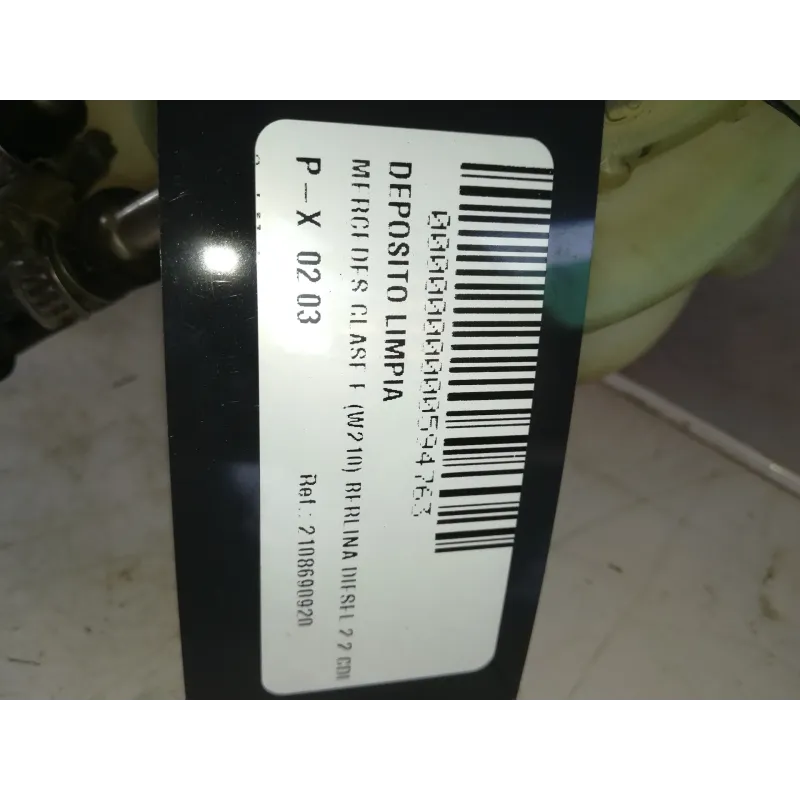 0000000000594763
DEPOSITO LIMPIA
MERCEDES CLASE E (W210) BERLINA DIESEL 2.2 CDI
P-X 02 03 Ref.: 2108690920